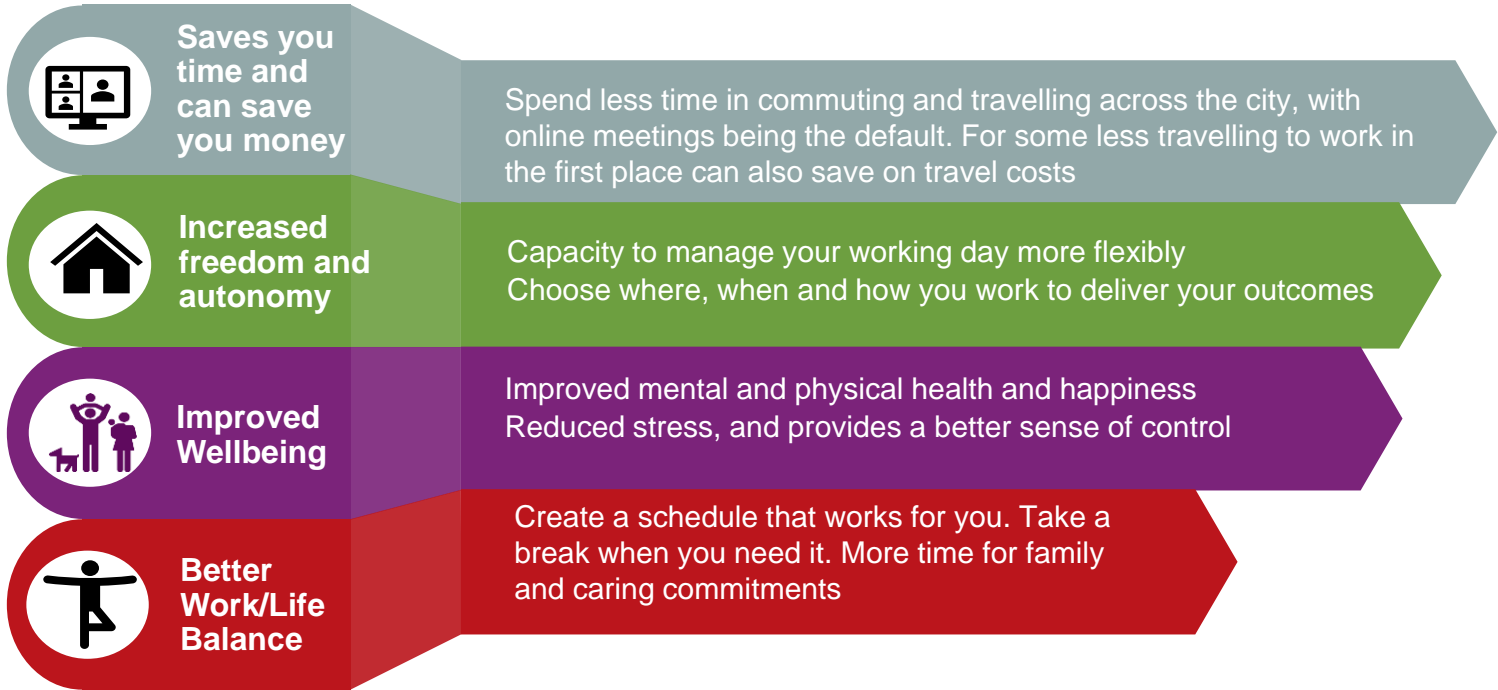 Saves you
time and
can save
you money
Spend less time in commuting and travelling across the city, with
online meetings being the default. For some less travelling to work in
the first place can also save on travel costs
Increased
freedom and
autonomy
Capacity to manage your working day more flexibly
Choose where, when and how you work to deliver your outcomes
Improved
Wellbeing
Improved mental and physical health and happiness
Reduced stress, and provides a better sense of control
Better
Work/Life
Balance
Create a schedule that works for you. Take a
break when you need it. More time for family
and caring commitments